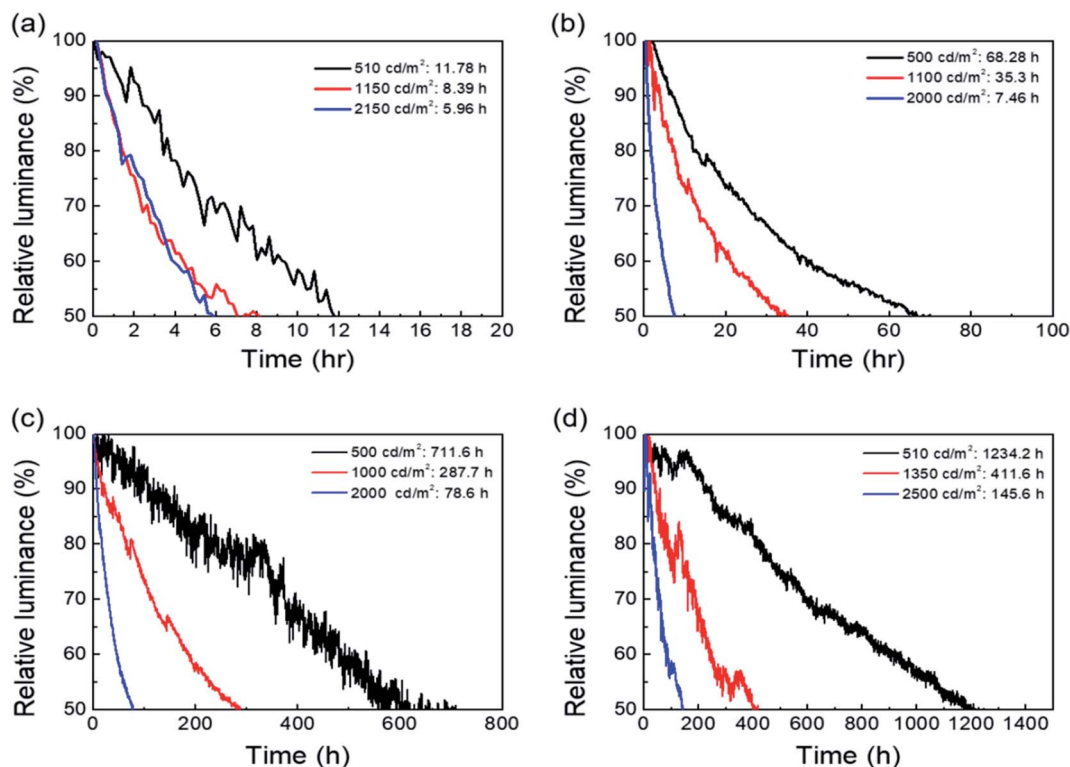 (a)
100
90
80
70
60
50
Relative luminance (%)
510 cd/m²: 11.78 h
1150 cd/m²: 8.39 h
2150 cd/m²: 5.96 h
0 2 4 6 8 10 12 14 16 18 20
Time (hr)
(b)
100
90
80
70
60
50
Relative luminance (%)
500 cd/m²: 68.28 h
1100 cd/m²: 35.3 h
2000 cd/m²: 7.46 h
0 20 40 60 80 100
Time (hr)
(c)
100
90
80
70
60
50
Relative luminance (%)
500 cd/m²: 711.6 h
1000 cd/m²: 287.7 h
2000 cd/m²: 78.6 h
0 200 400 600 800
Time (h)
(d)
100
90
80
70
60
50
Relative luminance (%)
510 cd/m²: 1234.2 h
1350 cd/m²: 411.6 h
2500 cd/m²: 145.6 h
0 200 400 600 800 1000 1200 1400
Time (h)